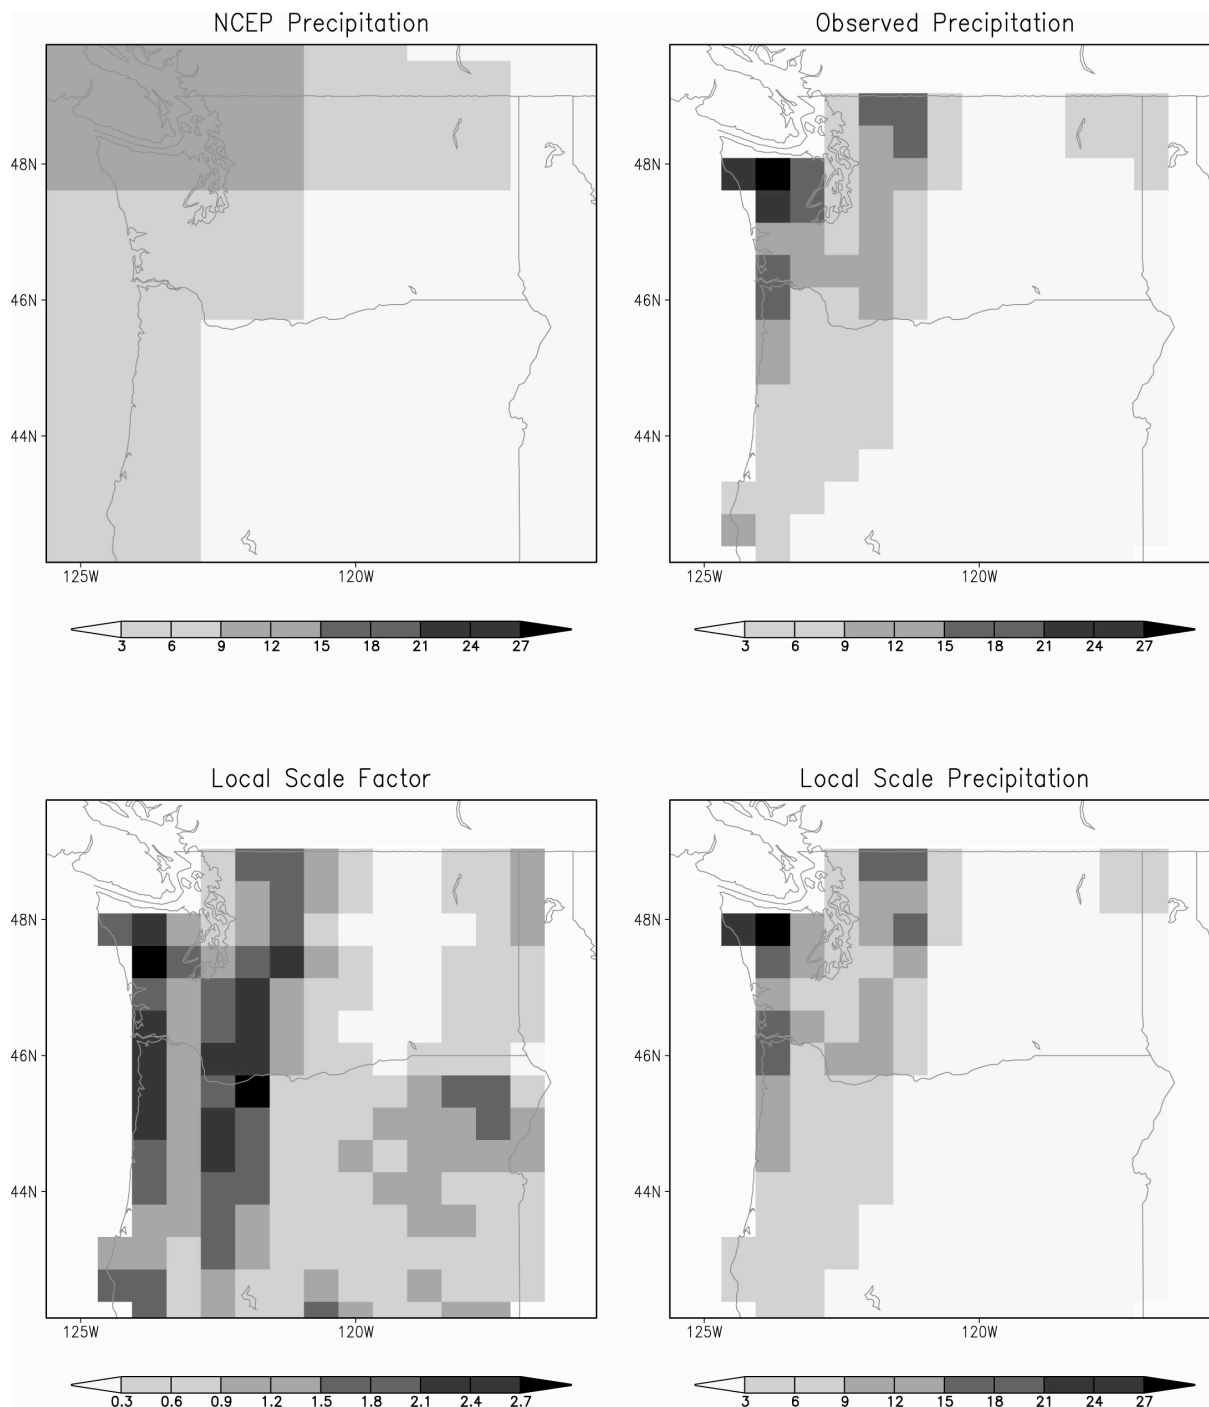 NCEP Precipitation
Observed Precipitation
48N
46N
44N
125W 120W
48N
46N
44N
125W 120W
3 6 9 12 15 18 21 24 27
3 6 9 12 15 18 21 24 27
Local Scale Factor
Local Scale Precipitation
48N
46N
44N
125W 120W
48N
46N
44N
125W 120W
0.3 0.6 0.9 1.2 1.5 1.8 2.1 2.4 2.7
3 6 9 12 15 18 21 24 27